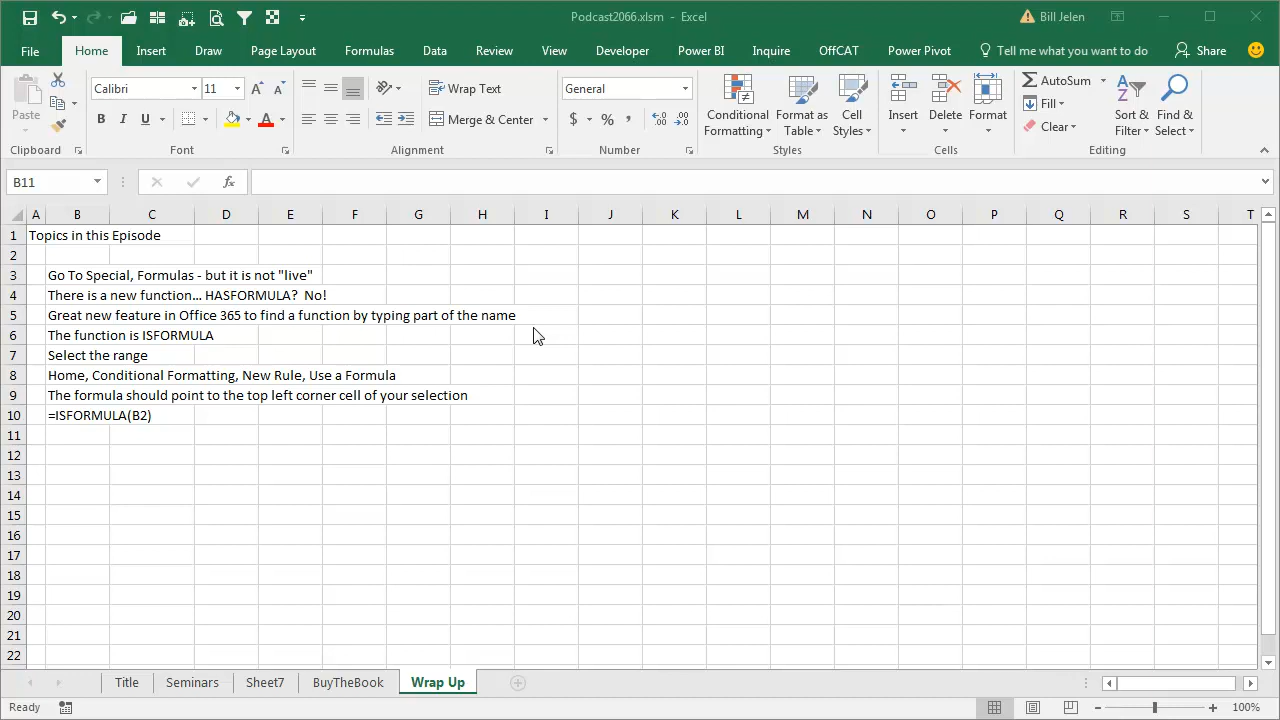 Podcast2066.xlsm - Excel
Bill Jelen
File Home Insert Draw Page Layout Formulas Data Review View Developer Power BI Inquire OffCAT Power Pivot Tell me what you want to do Share
Paste
Clipboard
Calibri 11
B I U A
Font
Wrap Text
Merge & Center
Alignment
General
$ % ,
Number
Conditional Formatting
Format as Table
Cell Styles
Styles
Insert Delete Format
Cells
AutoSum
Fill
Clear
Sort & Filter
Find & Select
Editing
B11
fx
A B C D E F G H I J K L M N O P Q R S T
1 Topics in this Episode
2
3 Go To Special, Formulas - but it is not "live"
4 There is a new function... HASFORMULA? No!
5 Great new feature in Office 365 to find a function by typing part of the name
6 The function is ISFORMULA
7 Select the range
8 Home, Conditional Formatting, New Rule, Use a Formula
9 The formula should point to the top left corner cell of your selection
10 =ISFORMULA(B2)
11
12
13
14
15
16
17
18
19
20
21
22
Title Seminars Sheet7 BuyTheBook Wrap Up
Ready
100%